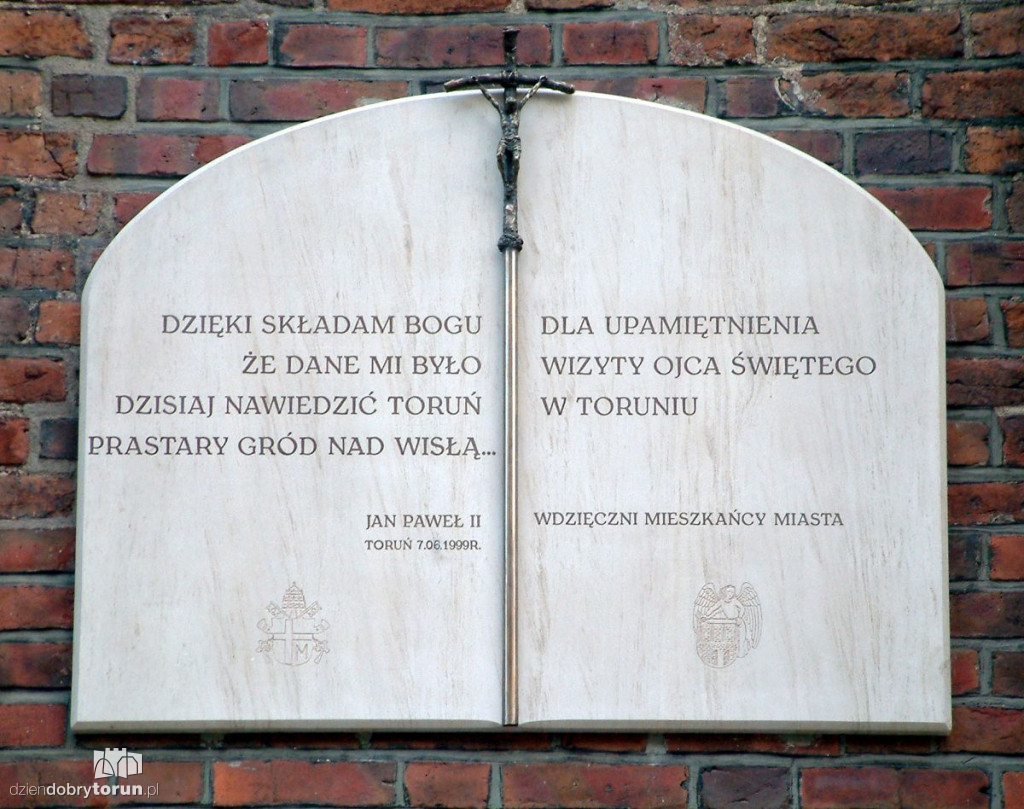 DZIĘKI SKŁADAM BOGU
ŻE DANE MI BYŁO
DZISIAJ NAWIEDZIĆ TORUŃ
PRASTARY GRÓD NAD WISŁĄ...
JAN PAWEŁ II
TORUŃ 7.06.1999R.
M
DLA UPAMIĘTNIENIA
WIZYTY OJCA ŚWIĘTEGO
W TORUNIU
WDZIĘCZNI MIESZKAŃCY MIASTA
dziendobrytorun.pl